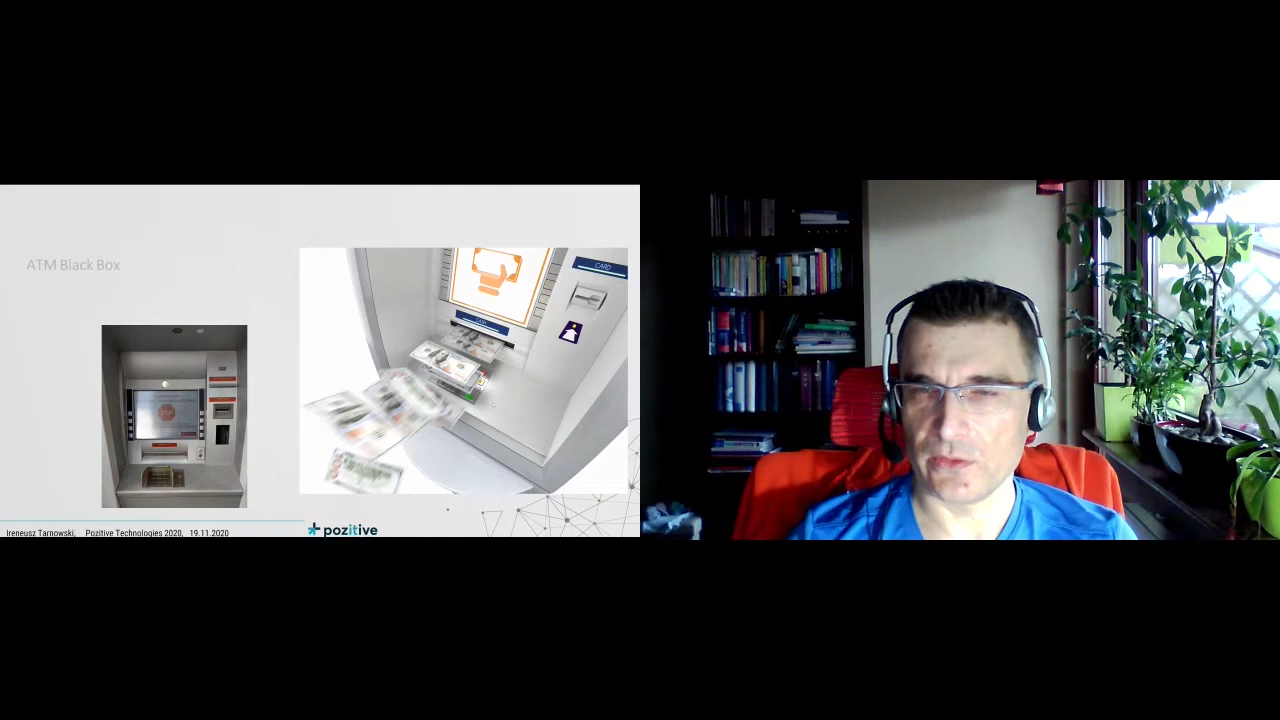 ATM Black Box
CARD
Ireneusz Tarnowski, Pozitive Technologies 2020, 19.11.2020
pozitive